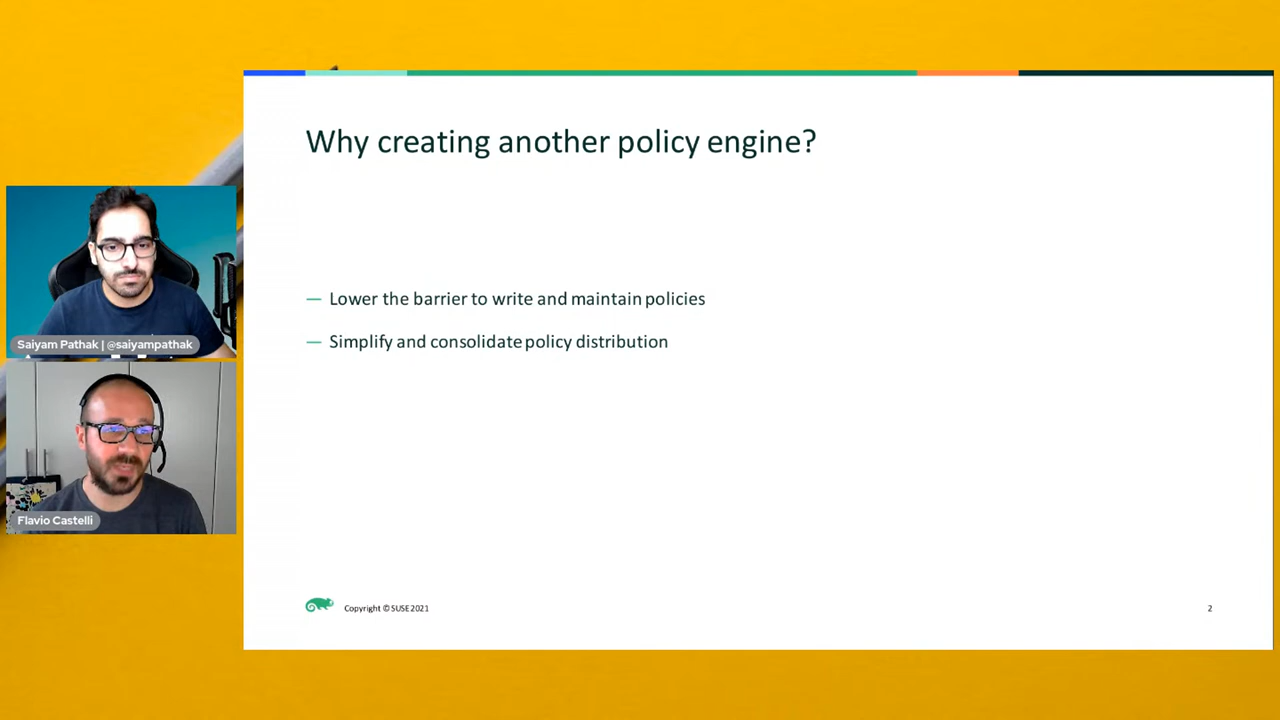 Why creating another policy engine?
— Lower the barrier to write and maintain policies
— Simplify and consolidate policy distribution
Saiyam Pathak | @saiyampathak
Flavio Castelli
Copyright © SUSE 2021
2